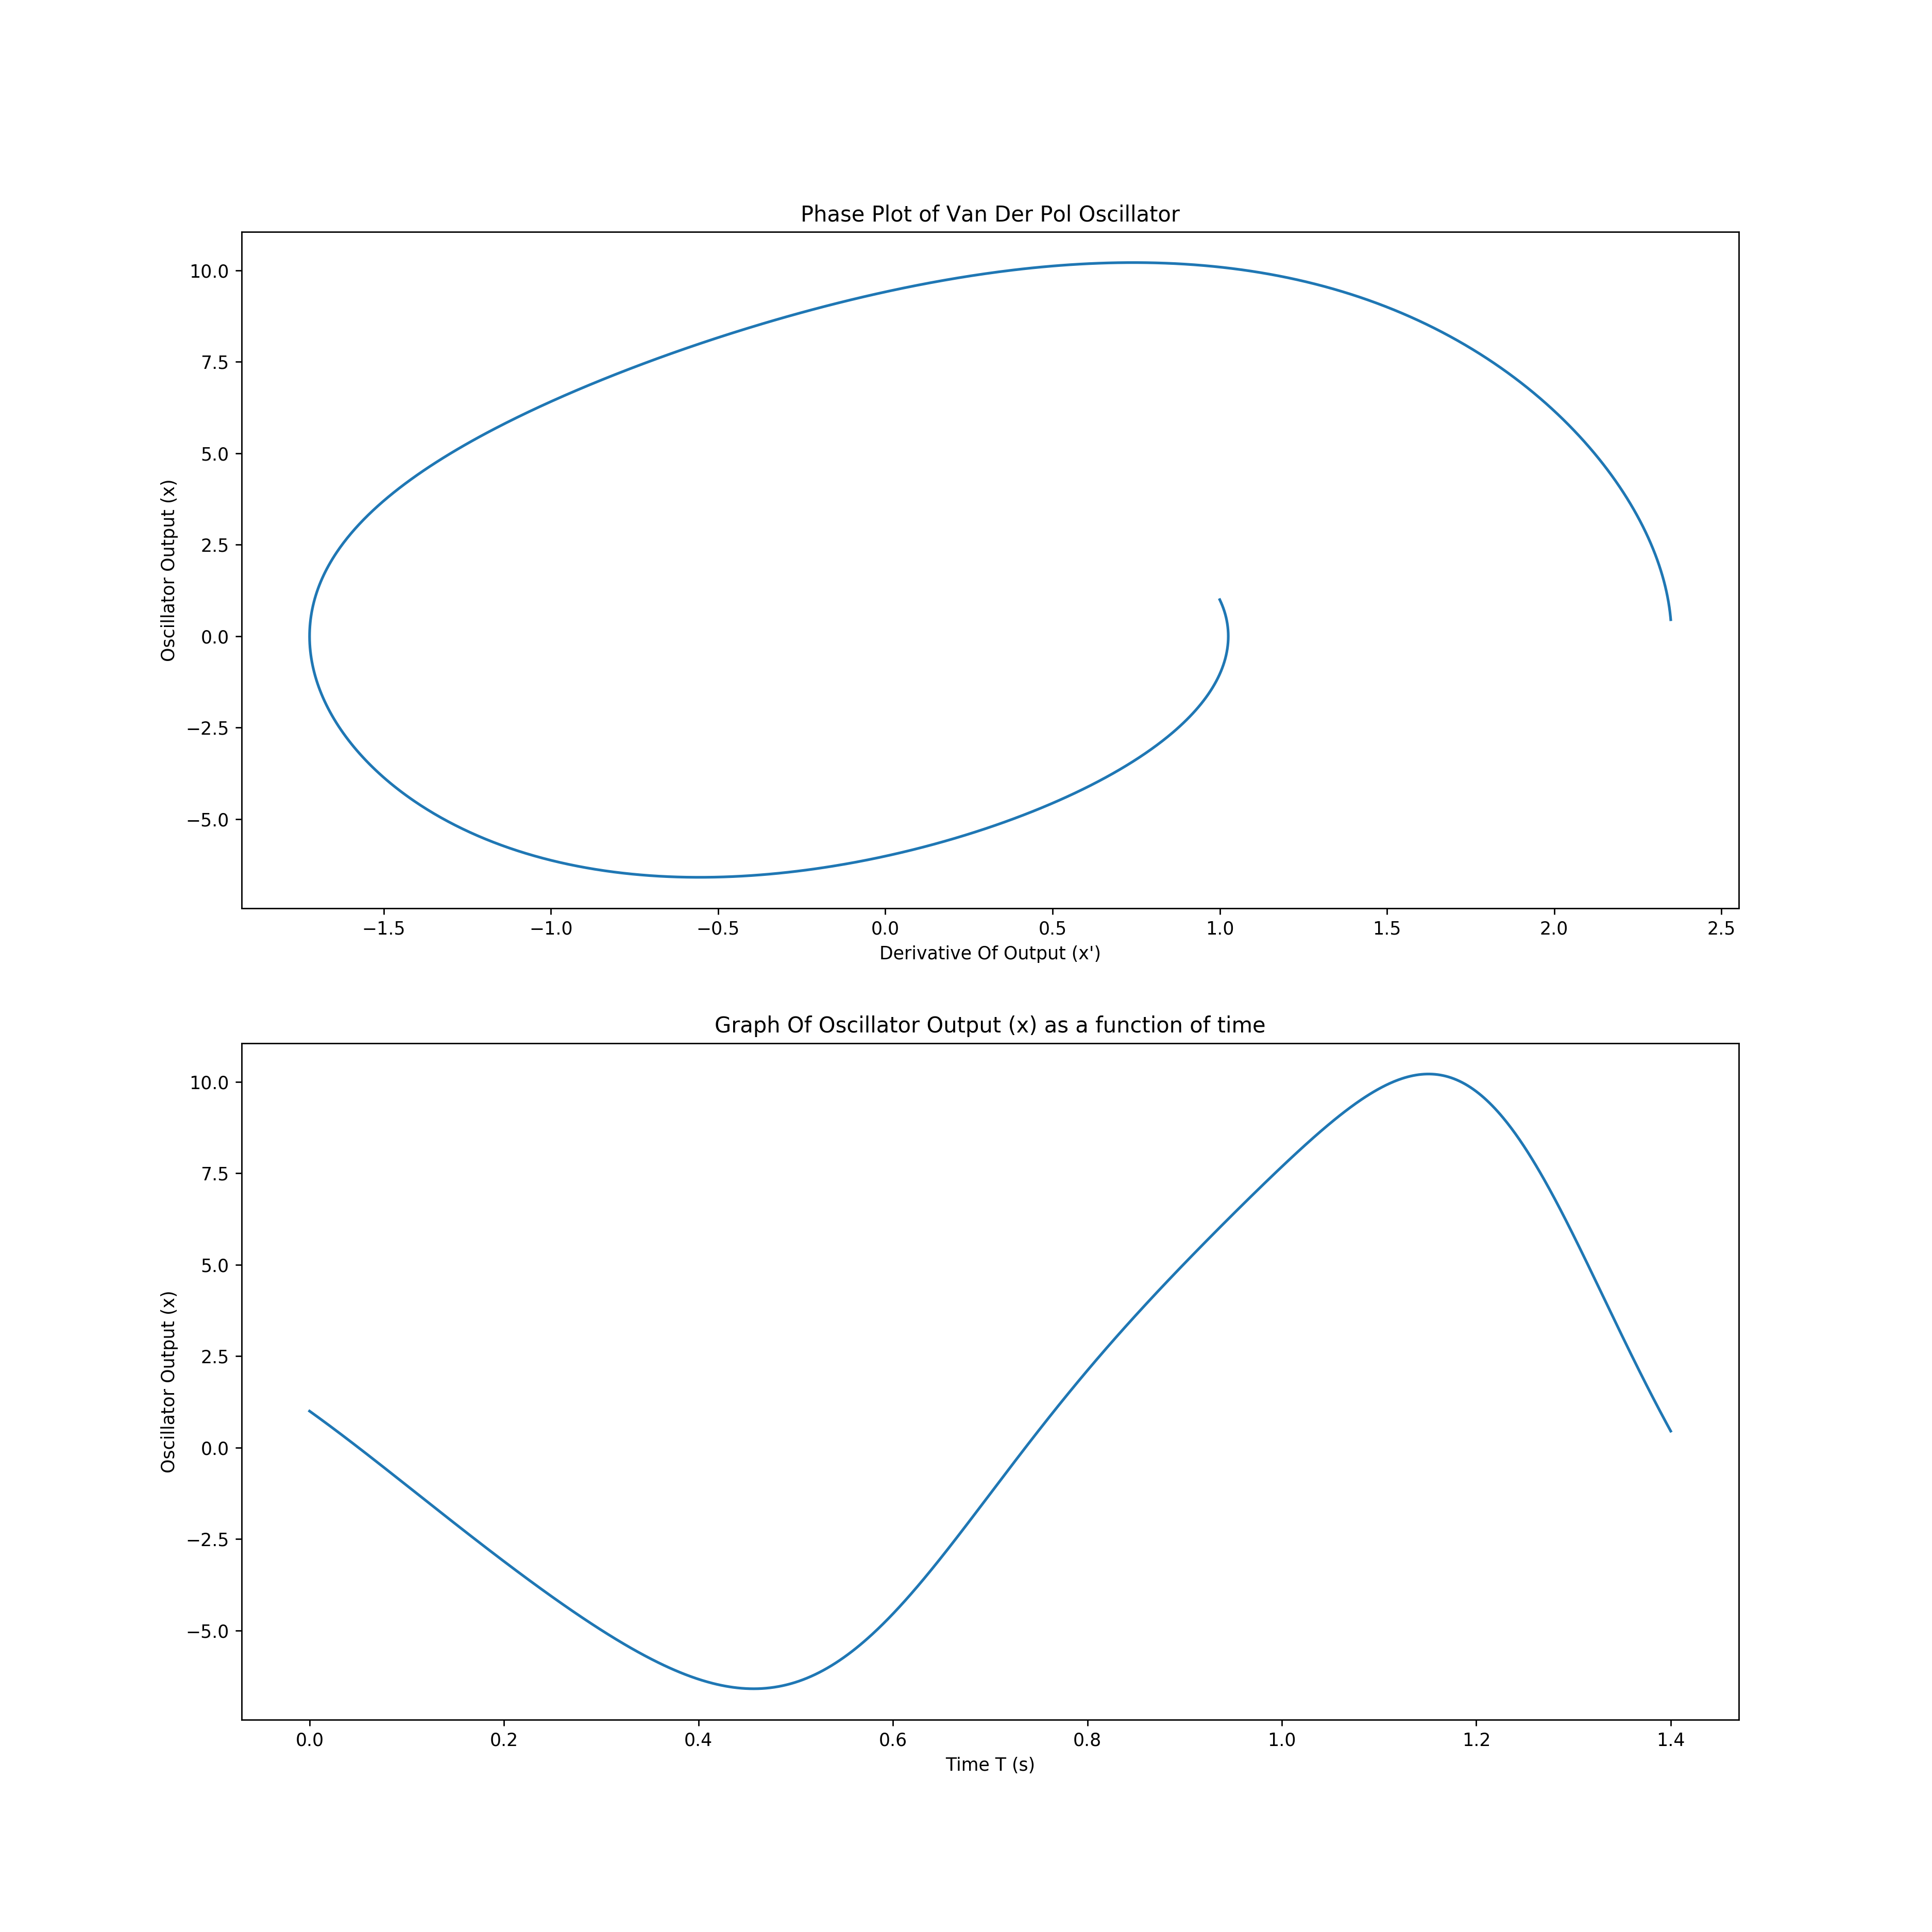 Phase Plot of Van Der Pol Oscillator
10.0
7.5
5.0
2.5
0.0
−2.5
−5.0
Oscillator Output (x)
−1.5 −1.0 −0.5 0.0 0.5 1.0 1.5 2.0 2.5
Derivative Of Output (x')
Graph Of Oscillator Output (x) as a function of time
10.0
7.5
5.0
2.5
0.0
−2.5
−5.0
Oscillator Output (x)
0.0 0.2 0.4 0.6 0.8 1.0 1.2 1.4
Time T (s)